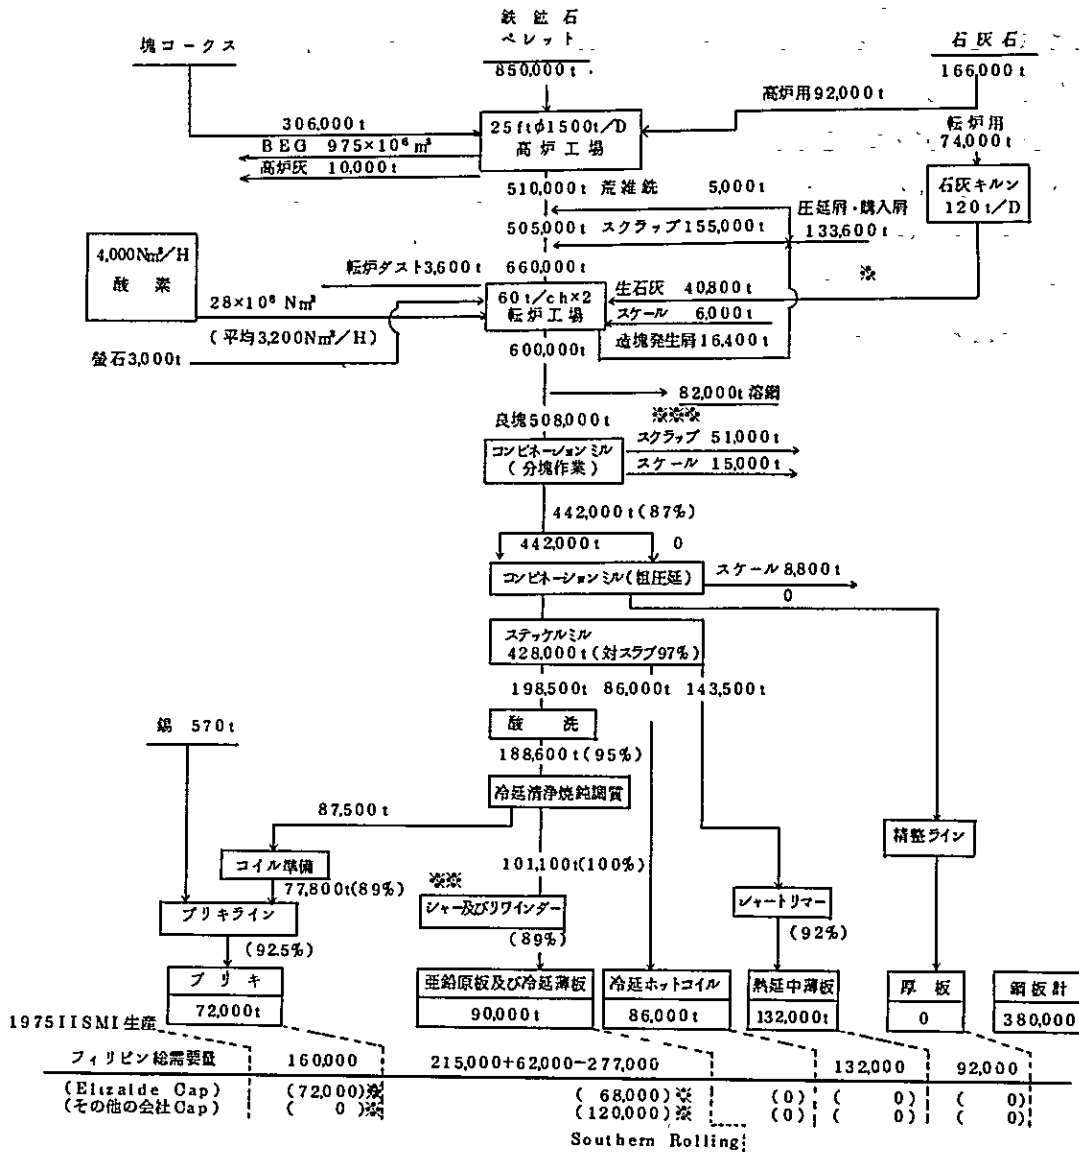 鉄鉱石
ペレット
850,000t
塊コークス
石灰石
166,000t
高炉用92,000t
306,000t
25ftφ1500t/D
高炉工場
転炉用
74,000t
BEG 975×10⁶m³
高炉灰 10,000t
石灰キルン
120t/D
510,000t 荒雑銑 5,000t
圧延屑・購入屑
505,000t スクラップ155,000t
133,600t
※
4,000Nm³/H
酸素
転炉ダスト3,600t 660,000t
生石灰 40,800t
28×10⁶Nm³
60t/ch×2
転炉工場
スケール 6,000t
(平均3,200Nm³/H)
造塊発生屑16,400t
600,000t
螢石3,000t
82,000t溶鋼
良塊508,000t
※※※
スクラップ 51,000t
コンビネーションミル
(分塊作業)
スケール 15,000t
442,000t(87%)
442,000t 0
コンビネーションミル(粗圧延)
スケール8,800t
0
ステッケルミル
428,000t(対スラブ97%)
198,500t 86,000t 143,500t
錫 570t
酸洗
188,600t(95%)
冷延清浄焼鈍調質
87,500t
精整ライン
コイル準備
101,100t(100%)
77,800t(89%)
※※
ブリキライン
シャー及びリワインダー
シャートリマー
(92.5%)
(89%)
(92%)
ブリキ
72,000t
亜鉛原板及び冷延薄板
90,000t
冷延ホットコイル
86,000t
熱延中薄板
132,000t
厚板
0
鋼板計
380,000
1975IISMI生産
フィリピン総需要量 160,000 215,000+62,000−277,000 132,000 92,000
(Elizalde Cap) (72,000)※ (68,000)※ (0) (0) (0)
(その他の会社Cap) (0)※ (120,000)※ (0) (0) (0)
Southern Rolling